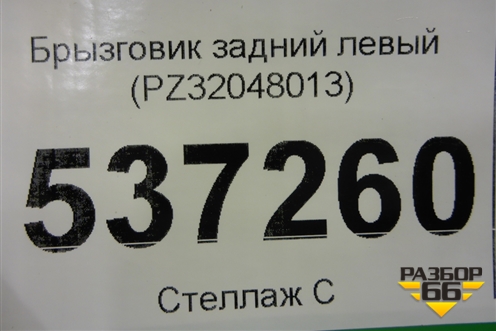 Брызговик задний левый
(PZ32048013)
537260
Стеллаж С
РАЗБОР
66